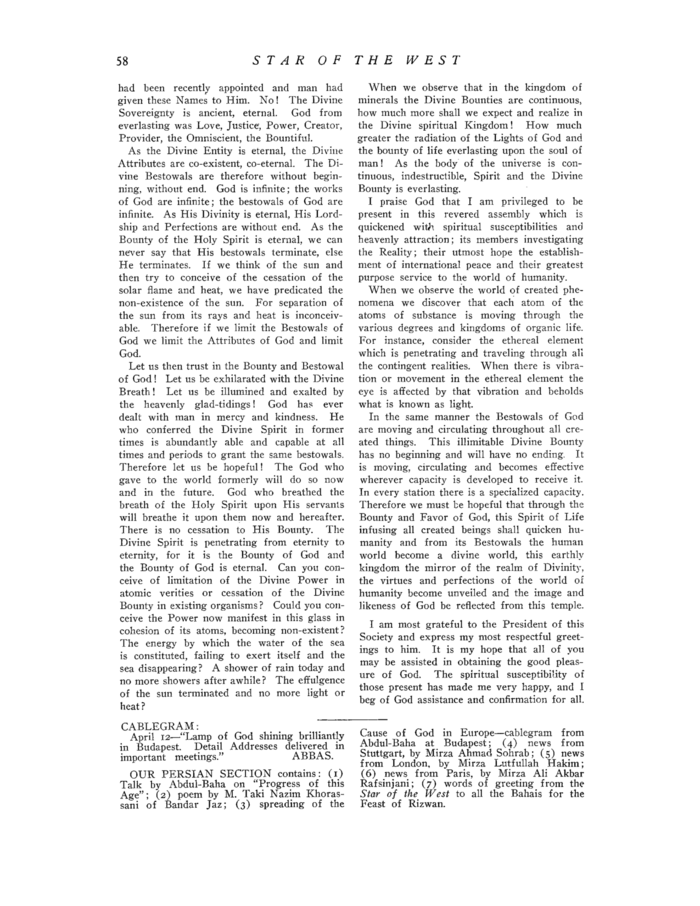 58
STAR OF THE WEST
had been recently appointed and man had
given these Names to Him. No! The Divine
Sovereignty is ancient, eternal. God from
everlasting was Love, Justice, Power, Creator,
Provider, the Omniscient, the Bountiful.
As the Divine Entity is eternal, the Divine
Attributes are co-existent, co-eternal. The Di-
vine Bestowals are therefore without begin-
ning, without end. God is infinite; the works
of God are infinite; the bestowals of God are
infinite. As His Divinity is eternal, His Lord-
ship and Perfections are without end. As the
Bounty of the Holy Spirit is eternal, we can
never say that His bestowals terminate, else
He terminates. If we think of the sun and
then try to conceive of the cessation of the
solar flame and heat, we have predicated the
non-existence of the sun. For separation of
the sun from its rays and heat is inconceiv-
able. Therefore if we limit the Bestowals of
God we limit the Attributes of God and limit
God.
Let us then trust in the Bounty and Bestowal
of God! Let us be exhilarated with the Divine
Breath! Let us be illumined and exalted by
the heavenly glad-tidings! God has ever
dealt with man in mercy and kindness. He
who conferred the Divine Spirit in former
times is abundantly able and capable at all
times and periods to grant the same bestowals.
Therefore let us be hopeful! The God who
gave to the world formerly will do so now
and in the future. God who breathed the
breath of the Holy Spirit upon His servants
will breathe it upon them now and hereafter.
There is no cessation to His Bounty. The
Divine Spirit is penetrating from eternity to
eternity, for it is the Bounty of God and
the Bounty of God is eternal. Can you con-
ceive of limitation of the Divine Power in
atomic verities or cessation of the Divine
Bounty in existing organisms? Could you con-
ceive the Power now manifest in this glass in
cohesion of its atoms, becoming non-existent?
The energy by which the water of the sea
is constituted, failing to exert itself and the
sea disappearing? A shower of rain today and
no more showers after awhile? The effulgence
of the sun terminated and no more light or
heat?
When we observe that in the kingdom of
minerals the Divine Bounties are continuous,
how much more shall we expect and realize in
the Divine spiritual Kingdom! How much
greater the radiation of the Lights of God and
the bounty of life everlasting upon the soul of
man! As the body of the universe is con-
tinuous, indestructible, Spirit and the Divine
Bounty is everlasting.
I praise God that I am privileged to be
present in this revered assembly which is
quickened with spiritual susceptibilities and
heavenly attraction; its members investigating
the Reality; their utmost hope the establish-
ment of international peace and their greatest
purpose service to the world of humanity.
When we observe the world of created phe-
nomena we discover that each atom of the
atoms of substance is moving through the
various degrees and kingdoms of organic life.
For instance, consider the ethereal element
which is penetrating and traveling through all
the contingent realities. When there is vibra-
tion or movement in the ethereal element the
eye is affected by that vibration and beholds
what is known as light.
In the same manner the Bestowals of God
are moving and circulating throughout all cre-
ated things. This illimitable Divine Bounty
has no beginning and will have no ending. It
is moving, circulating and becomes effective
wherever capacity is developed to receive it.
In every station there is a specialized capacity.
Therefore we must be hopeful that through the
Bounty and Favor of God, this Spirit of Life
infusing all created beings shall quicken hu-
manity and from its Bestowals the human
world become a divine world, this earthly
kingdom the mirror of the realm of Divinity,
the virtues and perfections of the world of
humanity become unveiled and the image and
likeness of God be reflected from this temple.
I am most grateful to the President of this
Society and express my most respectful greet-
ings to him. It is my hope that all of you
may be assisted in obtaining the good pleas-
ure of God. The spiritual susceptibility of
those present has made me very happy, and I
beg of God assistance and confirmation for all.
CABLEGRAM:
April 12—"Lamp of God shining brilliantly
in Budapest. Detail Addresses delivered in
important meetings." ABBAS.
OUR PERSIAN SECTION contains: (1)
Talk by Abdul-Baha on "Progress of this
Age"; (2) poem by M. Taki Nazim Khoras-
sani of Bandar Jaz; (3) spreading of the
Cause of God in Europe—cablegram from
Abdul-Baha at Budapest; (4) news from
Stuttgart, by Mirza Ahmad Sohrab; (5) news
from London, by Mirza Lutfullah Hakim;
(6) news from Paris, by Mirza Ali Akbar
Rafsinjani; (7) words of greeting from the
Star of the West to all the Bahais for the
Feast of Rizwan.